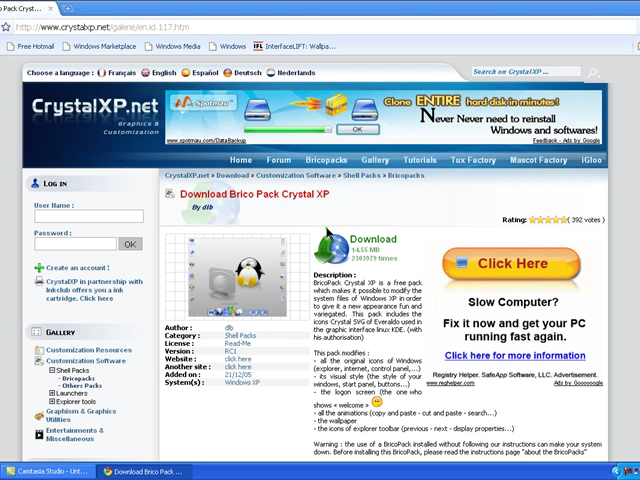 o Pack Cryst...
http://www.crystalxp.net/galerie/en.id.117.htm
Free Hotmail Windows Marketplace Windows Media Windows InterfaceLIFT: Wallpa...
Choose a language : Français English Español Deutsch Nederlands
Search on CrystalXP ...
CrystalXP.net
Graphics &
Customization
Spotmau
Clone ENTIRE hard disk in minutes!
Never Never need to reinstall
Windows and softwares!
OK
www.spotmau.com/DataBackup
Feedback - Ads by Google
Home Forum Bricopacks Gallery Tutorials Tux Factory Mascot Factory iGloo
CrystalXP.net » Download » Customization Software » Shell Packs » Bricopacks
Log in
User Name :
Password :
OK
Create an account !
CrystalXP in partnership with
Inkclub offers you a ink
cartridge. Click here
Gallery
Customization Resources
Customization Software
Shell Packs
- Bricopacks
- Others Packs
Launchers
Explorer tools
Graphism & Graphics
Utilities
Entertainments &
Miscellaneous
Download Brico Pack Crystal XP
By dlb
Rating: ( 392 votes )
Author : dlb
Category : Shell Packs
License : Read-Me
Version : RC1
Website : click here
Another site : click here
Added on : 21/12/05
System(s) : Windows XP
Download
14.55 MB
2303979 times
Description :
BricoPack Crystal XP is a free pack
which makes it possible to modify the
system files of Windows XP in order
to give it a new appearance fun and
variegated. This pack includes the
icons Crystal SVG of Everaldo used in
the graphic interface linux KDE. (with
his authorisation)
This pack modifies :
- all the original icons of Windows
(explorer, internet, control panel,...)
- its visual style (the style of your
windows, start panel, buttons...)
- the logon screen (the one who
shows « welcome »
- all the animations (copy and paste - cut and paste - search...)
- the wallpaper
- the icons of explorer toolbar (previous - next - display properties...)
Warning : the use of a BricoPack installed without following our instructions can make your system
down. Before installing this BricoPack, please read the instructions page "about the BricoPacks"
Click Here
Slow Computer?
Fix it now and get your PC
running fast again.
Click here for more information
Registry Helper. SafeApp Software, LLC. Advertisement.
www.reghelper.com
Ads by Gooooogle
Camtasia Studio - Unt... Download Brico Pack ...